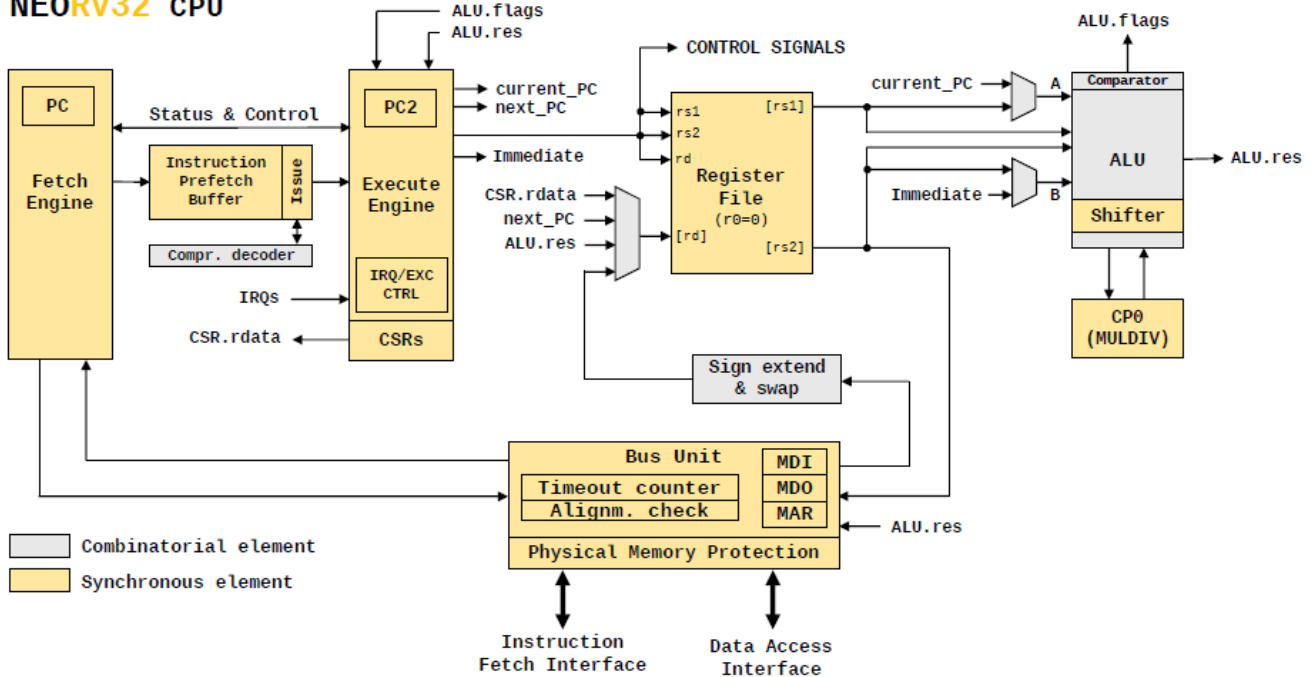 NEORV32 CPU
ALU.flags
ALU.res
CONTROL SIGNALS
ALU.flags
PC
Status & Control
PC2
current_PC
next_PC
Immediate
Instruction
Prefetch
Buffer
Issue
Fetch
Engine
Execute
Engine
Compr. decoder
IRQ/EXC
CTRL
IRQs
CSR.rdata
CSRs
rs1
rs2
rd
[rs1]
Register
File
(r0=0)
[rd]
[rs2]
CSR.rdata
next_PC
ALU.res
current_PC
A
Immediate
B
Comparator
ALU
ALU.res
Shifter
CP0
(MULDIV)
Sign extend
& swap
Bus Unit
MDI
Timeout counter
MDO
Alignm. check
MAR
ALU.res
Physical Memory Protection
Combinatorial element
Synchronous element
Instruction
Fetch Interface
Data Access
Interface